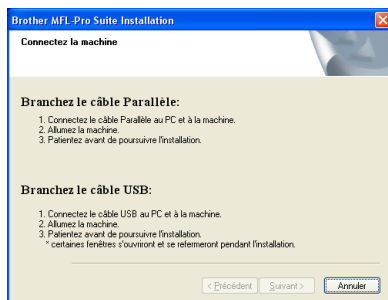 Brother MFL-Pro Suite Installation
Connectez la machine
Branchez le câble Parallèle:
1. Connectez le câble Parallèle au PC et à la machine.
2. Allumez la machine.
3. Patientez avant de poursuivre l'installation.
Branchez le câble USB:
1. Connectez le câble USB au PC et à la machine.
2. Allumez la machine.
3. Patientez avant de poursuivre l'installation.
* certaines fenêtres s'ouvriront et se refermeront pendant l'installation.
< Précédent Suivant > Annuler